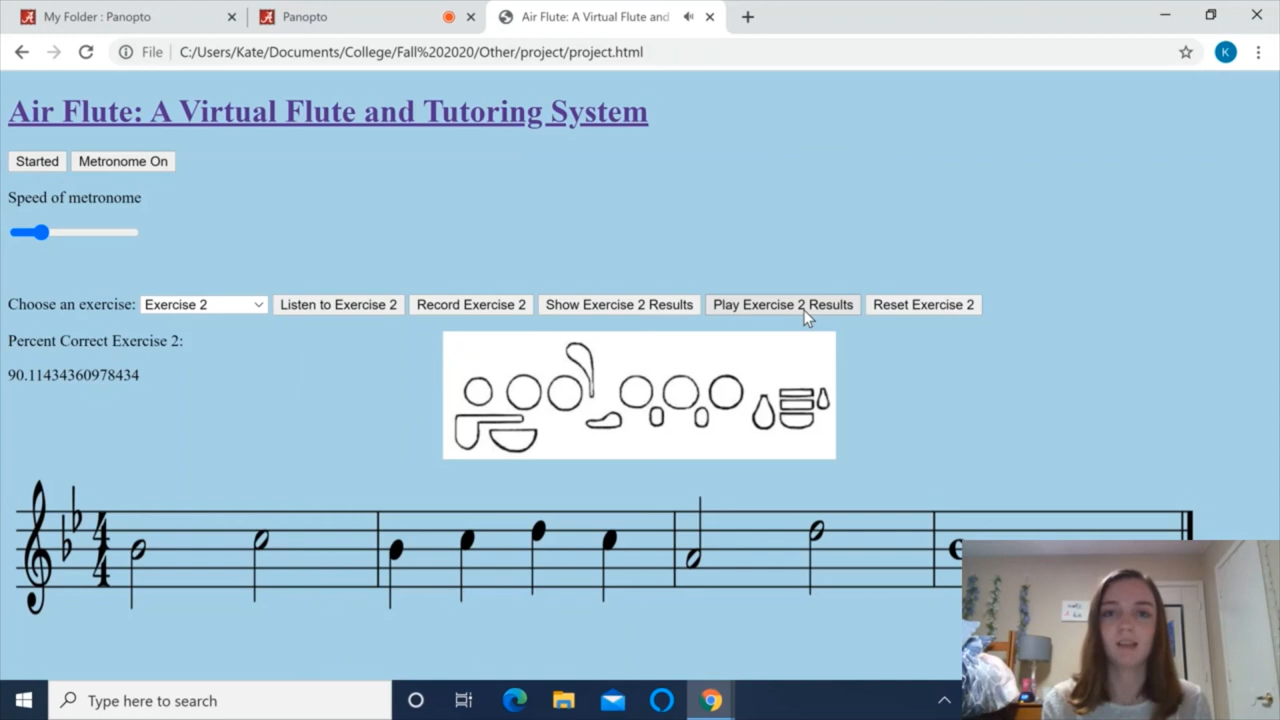 My Folder : Panopto
Panopto
Air Flute: A Virtual Flute and
File
C:/Users/Kate/Documents/College/Fall%202020/Other/project/project.html
K
Air Flute: A Virtual Flute and Tutoring System
Started Metronome On
Speed of metronome
Choose an exercise: Exercise 2 Listen to Exercise 2 Record Exercise 2 Show Exercise 2 Results Play Exercise 2 Results Reset Exercise 2
Percent Correct Exercise 2:
90.11434360978434
4
4
Type here to search